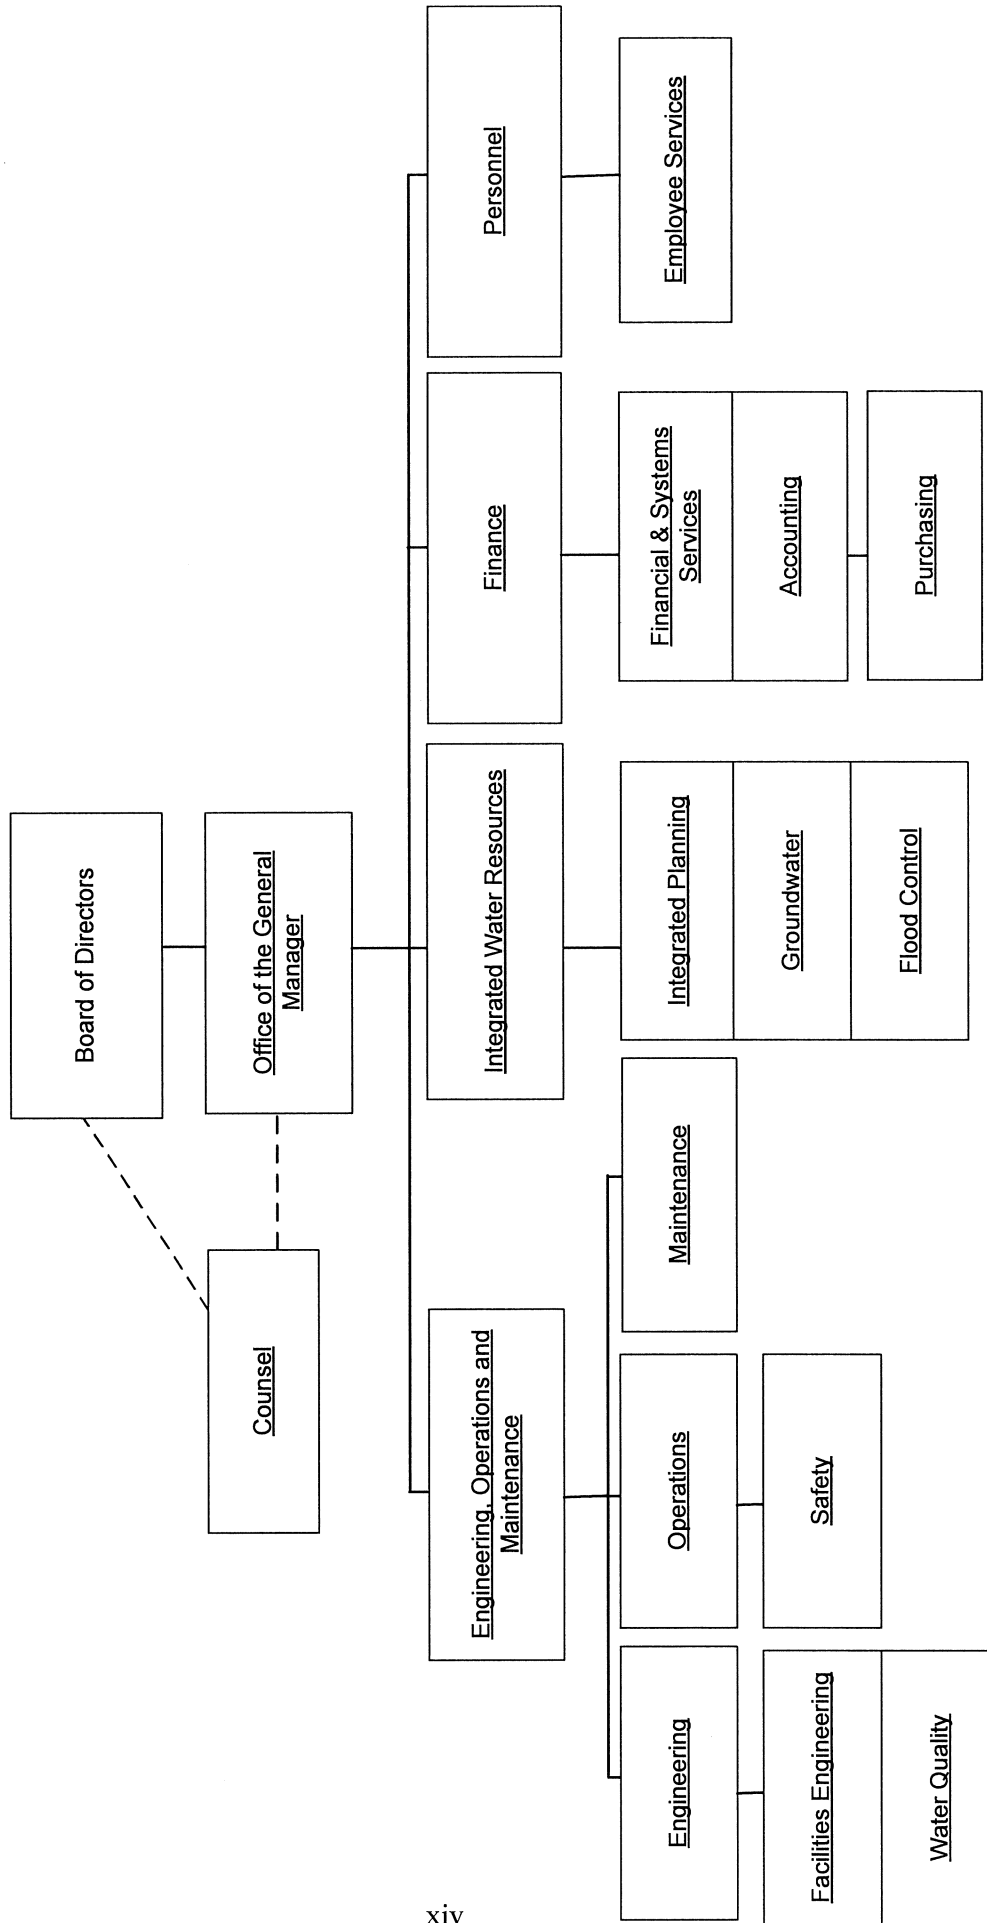 Board of Directors
Counsel
Office of the General
Manager
Engineering, Operations and
Maintenance
Integrated Water Resources
Finance
Personnel
Engineering
Operations
Maintenance
Integrated Planning
Groundwater
Flood Control
Financial & Systems
Services
Accounting
Purchasing
Employee Services
Facilities Engineering
Water Quality
Safety
xiv